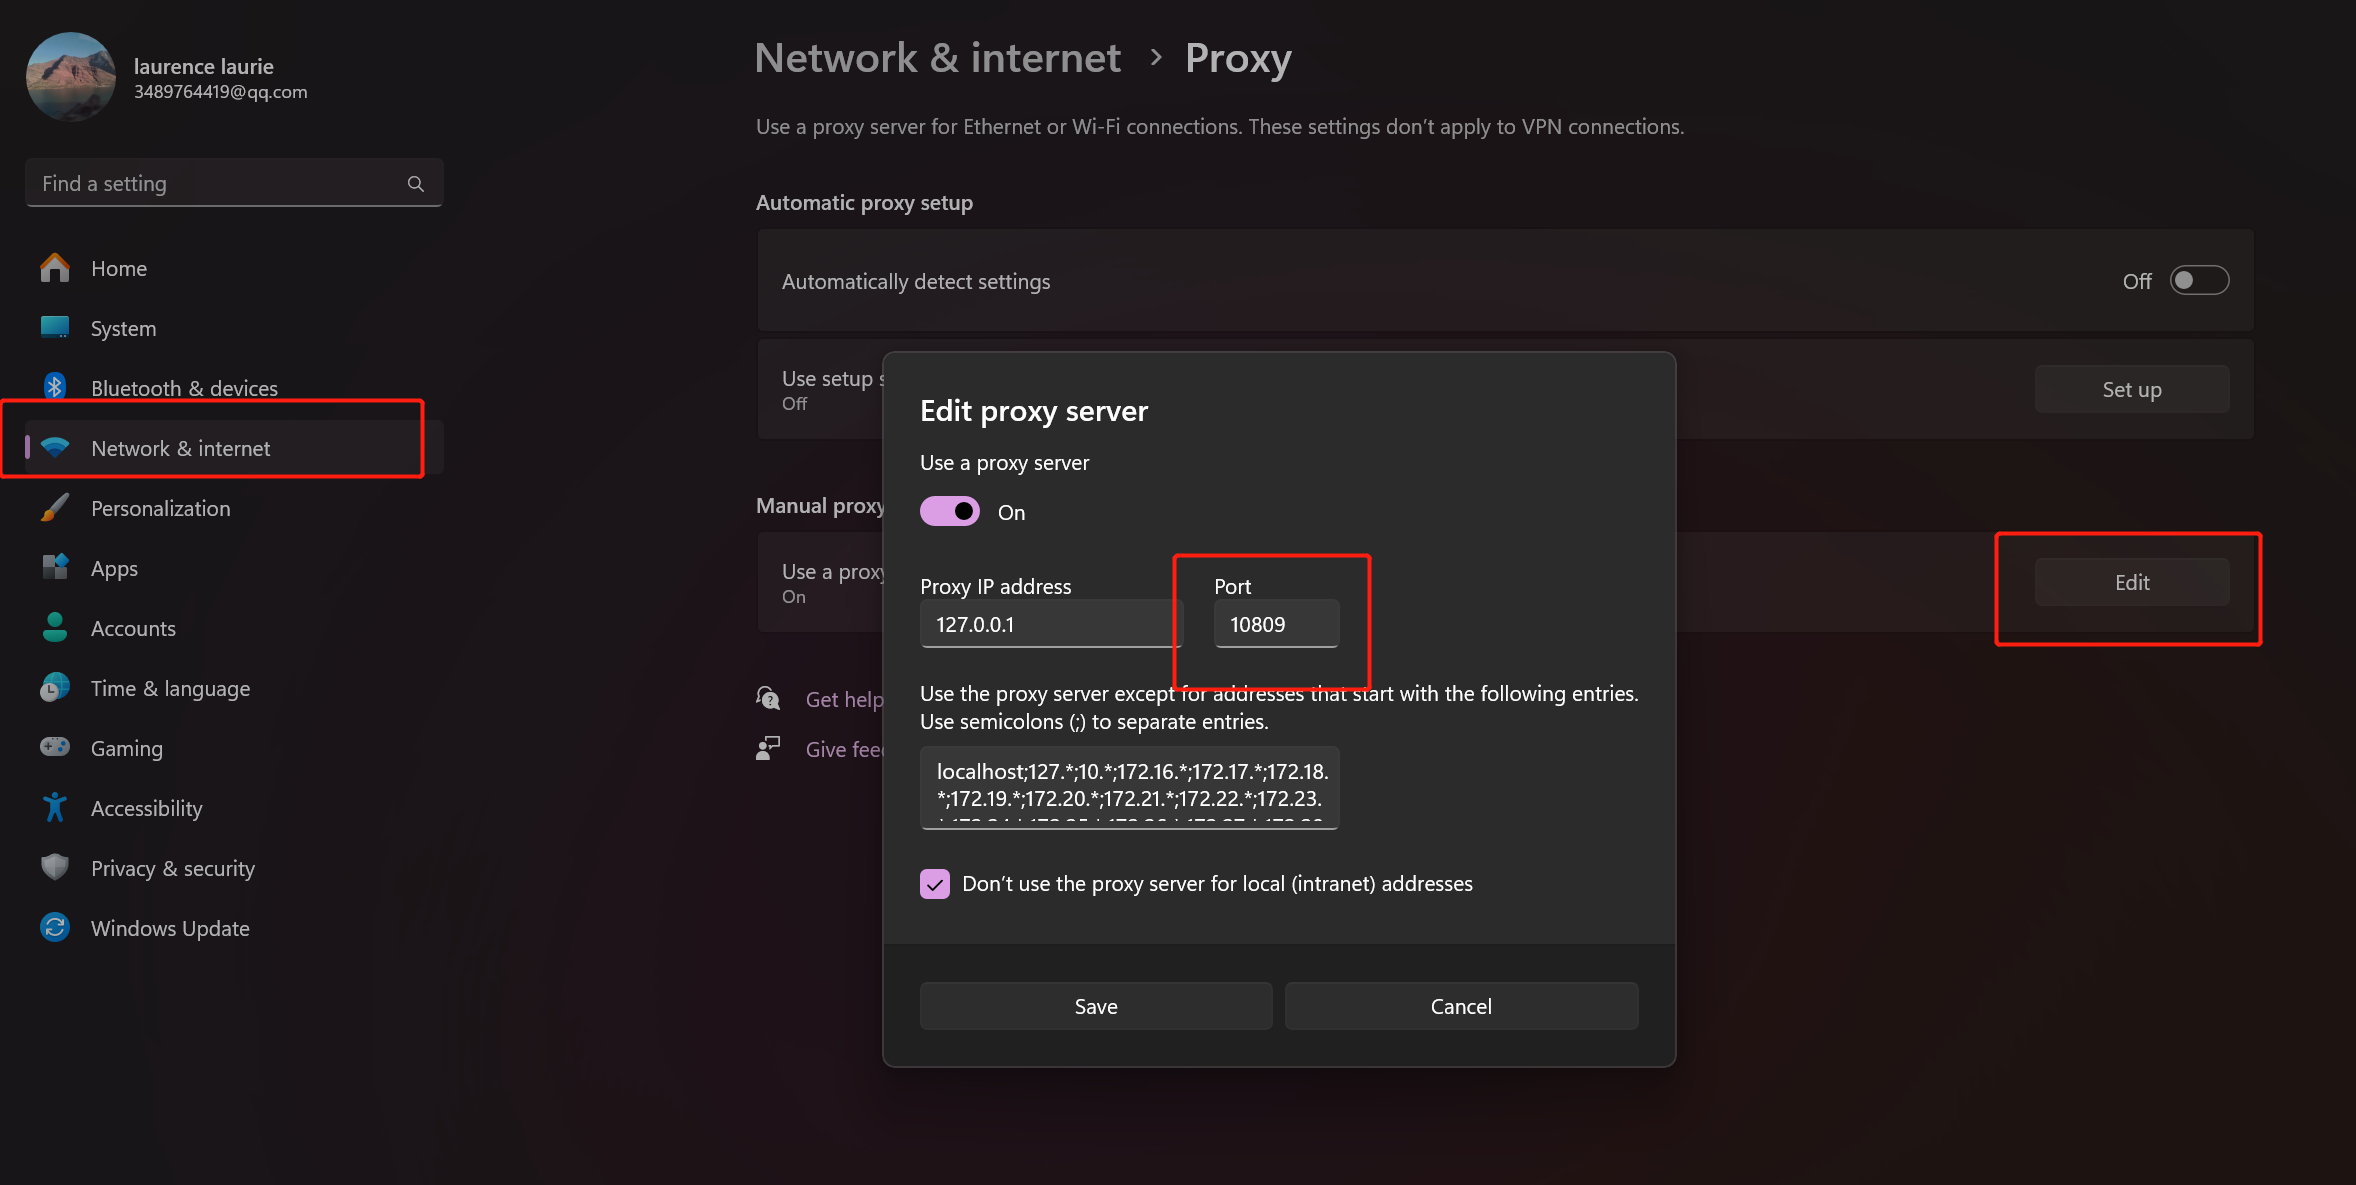 laurence laurie
3489764419@qq.com
Find a setting
Home
System
Bluetooth & devices
Network & internet
Personalization
Apps
Accounts
Time & language
Gaming
Accessibility
Privacy & security
Windows Update
Network & internet > Proxy
Use a proxy server for Ethernet or Wi-Fi connections. These settings don't apply to VPN connections.
Automatic proxy setup
Automatically detect settings
Off
Use setup
Off
Set up
Manual proxy
Use a proxy
On
Edit
Get help
Give
Edit proxy server
Use a proxy server
On
Proxy IP address
Port
127.0.0.1
10809
Use the proxy server except for addresses that start with the following entries.
Use semicolons (;) to separate entries.
localhost;127.*;10.*;172.16.*;172.17.*;172.18.
*;172.19.*;172.20.*;172.21.*;172.22.*;172.23.
Don't use the proxy server for local (intranet) addresses
Save
Cancel